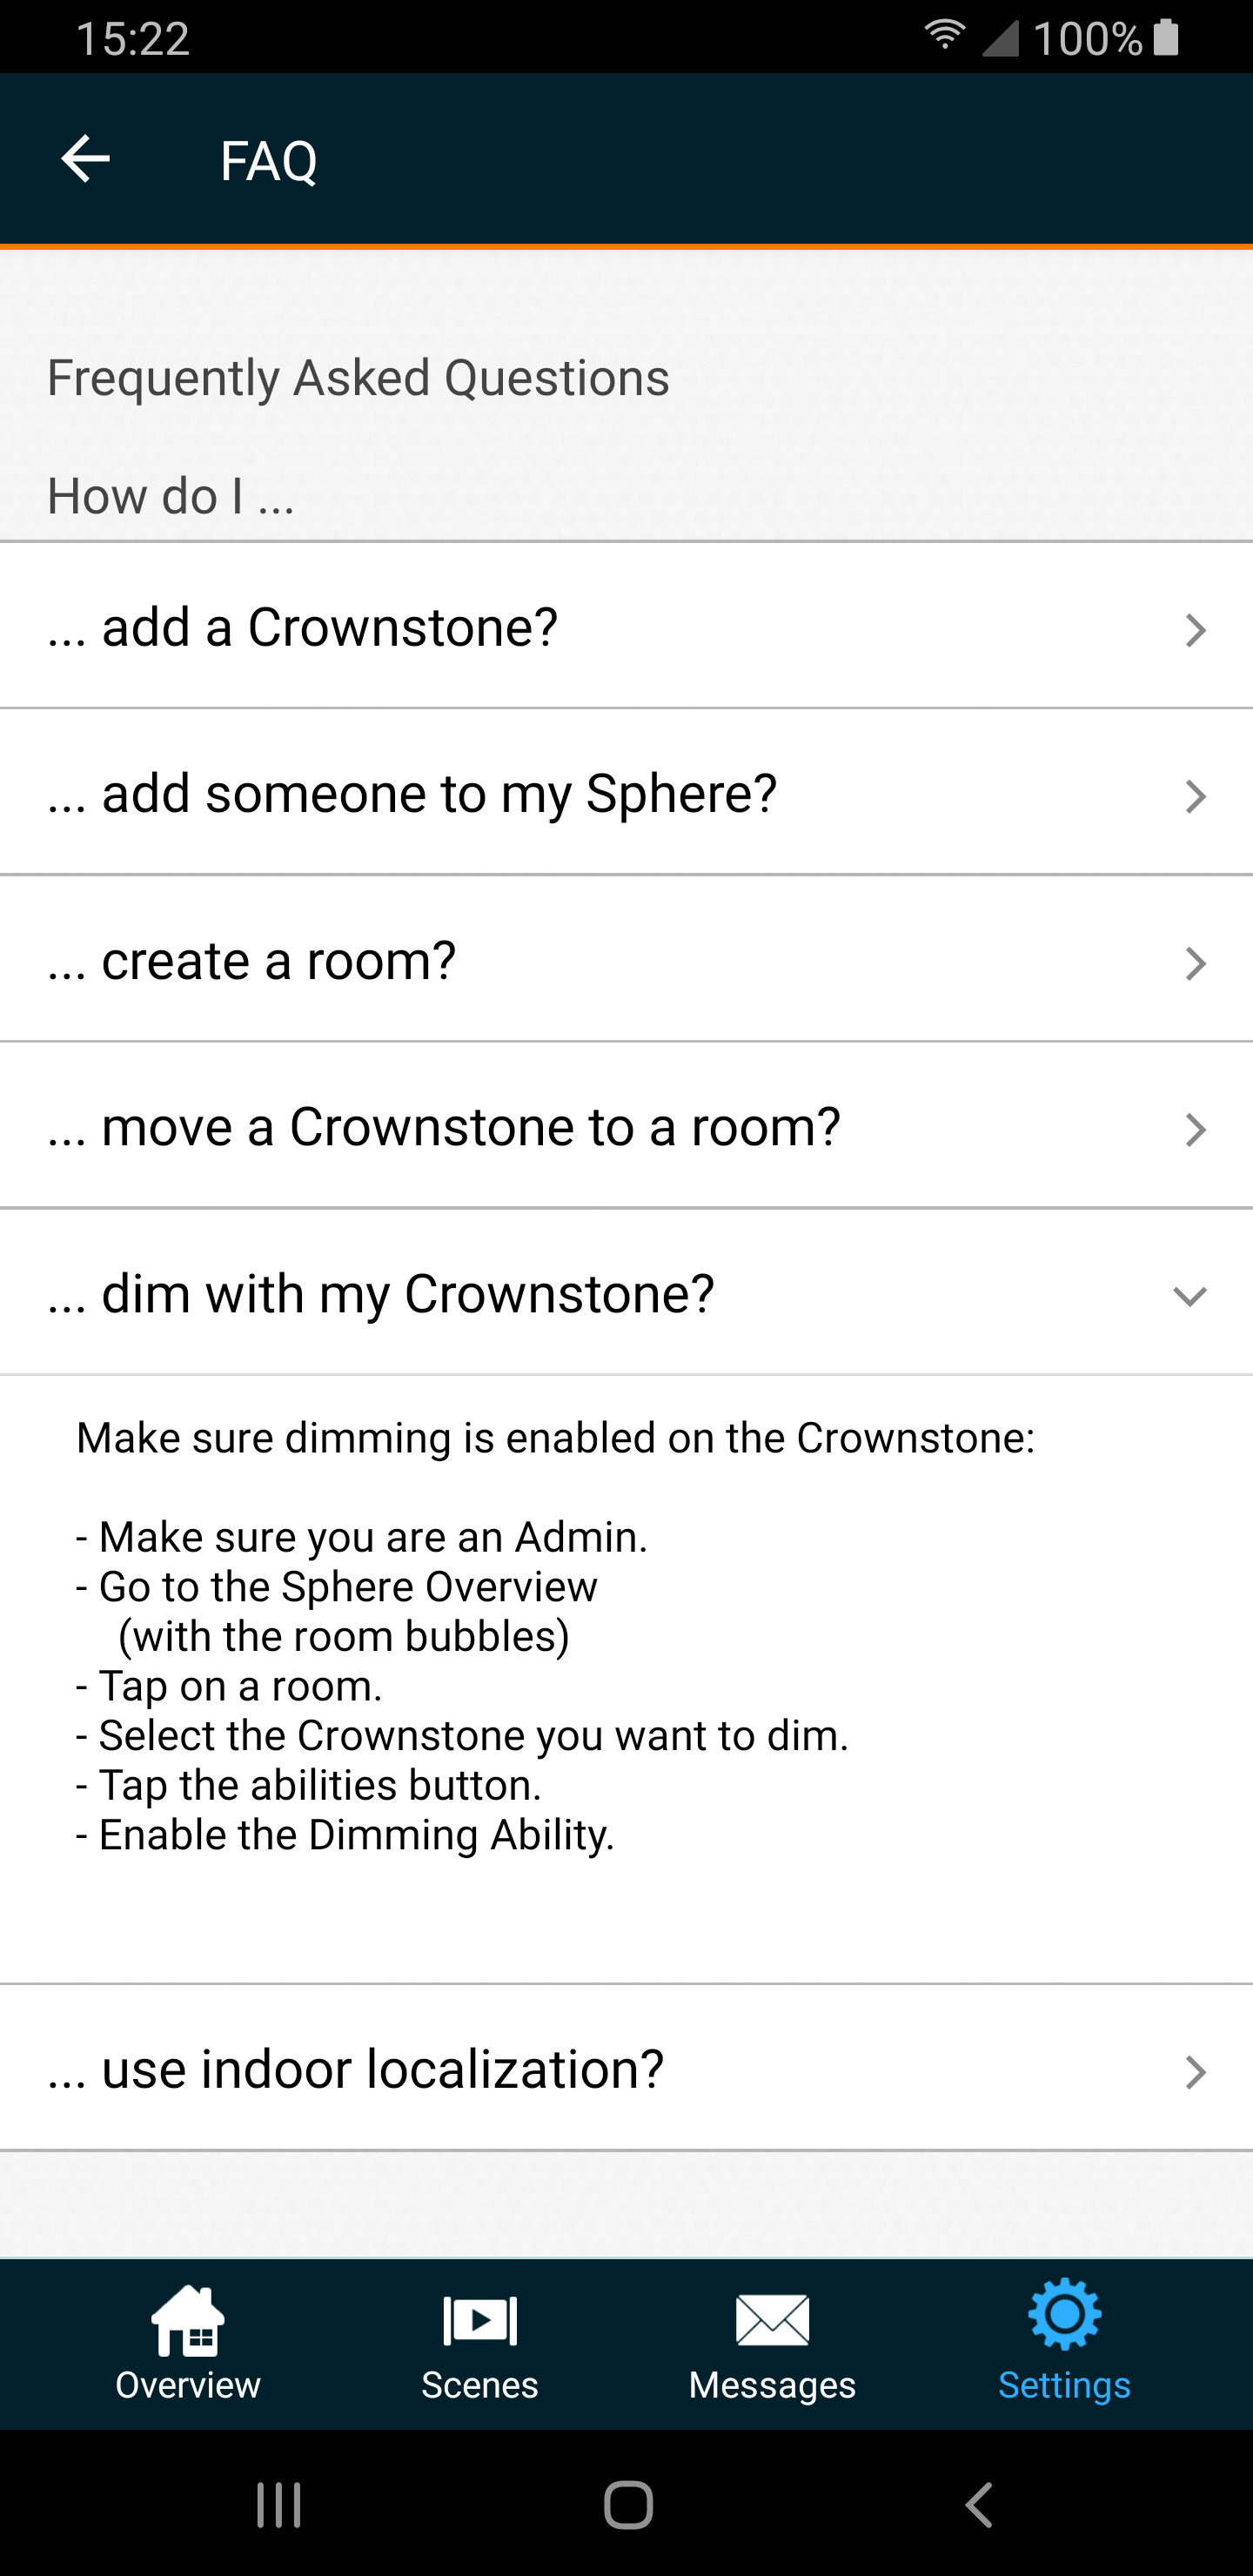 15:22
100%
FAQ
Frequently Asked Questions
How do I ...
... add a Crownstone?
... add someone to my Sphere?
... create a room?
... move a Crownstone to a room?
... dim with my Crownstone?
Make sure dimming is enabled on the Crownstone:
- Make sure you are an Admin.
- Go to the Sphere Overview
(with the room bubbles)
- Tap on a room.
- Select the Crownstone you want to dim.
- Tap the abilities button.
- Enable the Dimming Ability.
... use indoor localization?
Overview
Scenes
Messages
Settings